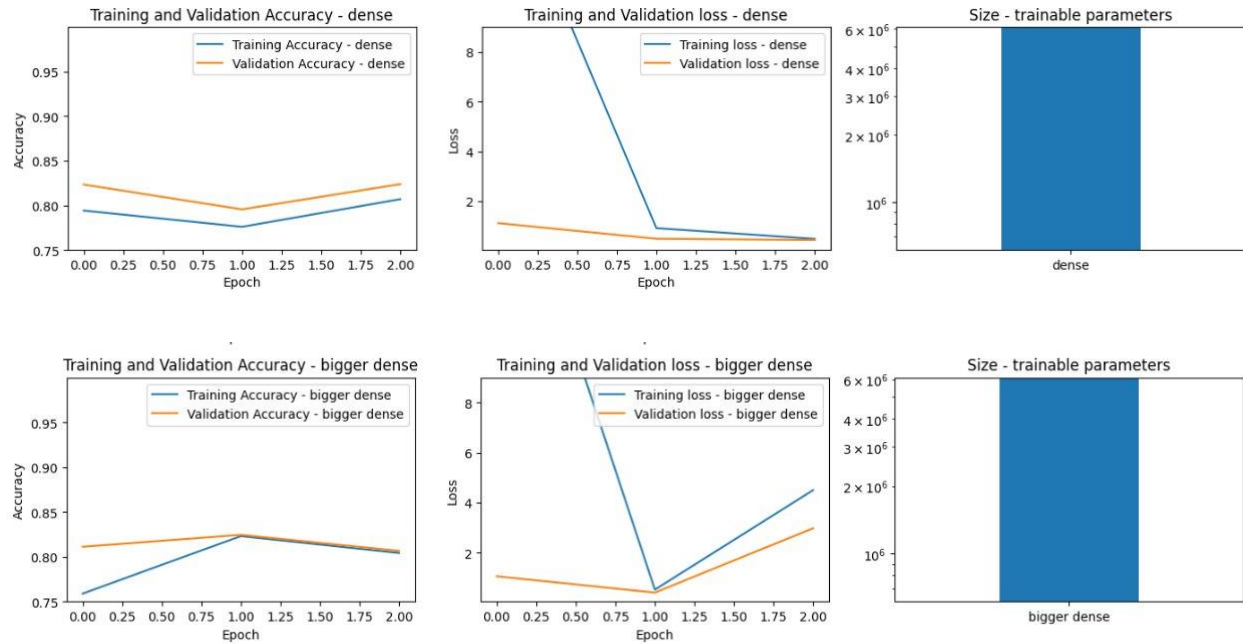 Training and Validation Accuracy - dense
Training Accuracy - dense
Validation Accuracy - dense
0.95
0.90
0.85
0.80
0.75
Accuracy
0.00 0.25 0.50 0.75 1.00 1.25 1.50 1.75 2.00
Epoch
Training and Validation loss - dense
Training loss - dense
Validation loss - dense
8
6
4
2
Loss
0.00 0.25 0.50 0.75 1.00 1.25 1.50 1.75 2.00
Epoch
Size - trainable parameters
6 × 10⁶
4 × 10⁶
3 × 10⁶
2 × 10⁶
10⁶
dense
Training and Validation Accuracy - bigger dense
Training Accuracy - bigger dense
Validation Accuracy - bigger dense
0.95
0.90
0.85
0.80
0.75
Accuracy
0.00 0.25 0.50 0.75 1.00 1.25 1.50 1.75 2.00
Epoch
Training and Validation loss - bigger dense
Training loss - bigger dense
Validation loss - bigger dense
8
6
4
2
Loss
0.00 0.25 0.50 0.75 1.00 1.25 1.50 1.75 2.00
Epoch
Size - trainable parameters
6 × 10⁶
4 × 10⁶
3 × 10⁶
2 × 10⁶
10⁶
bigger dense